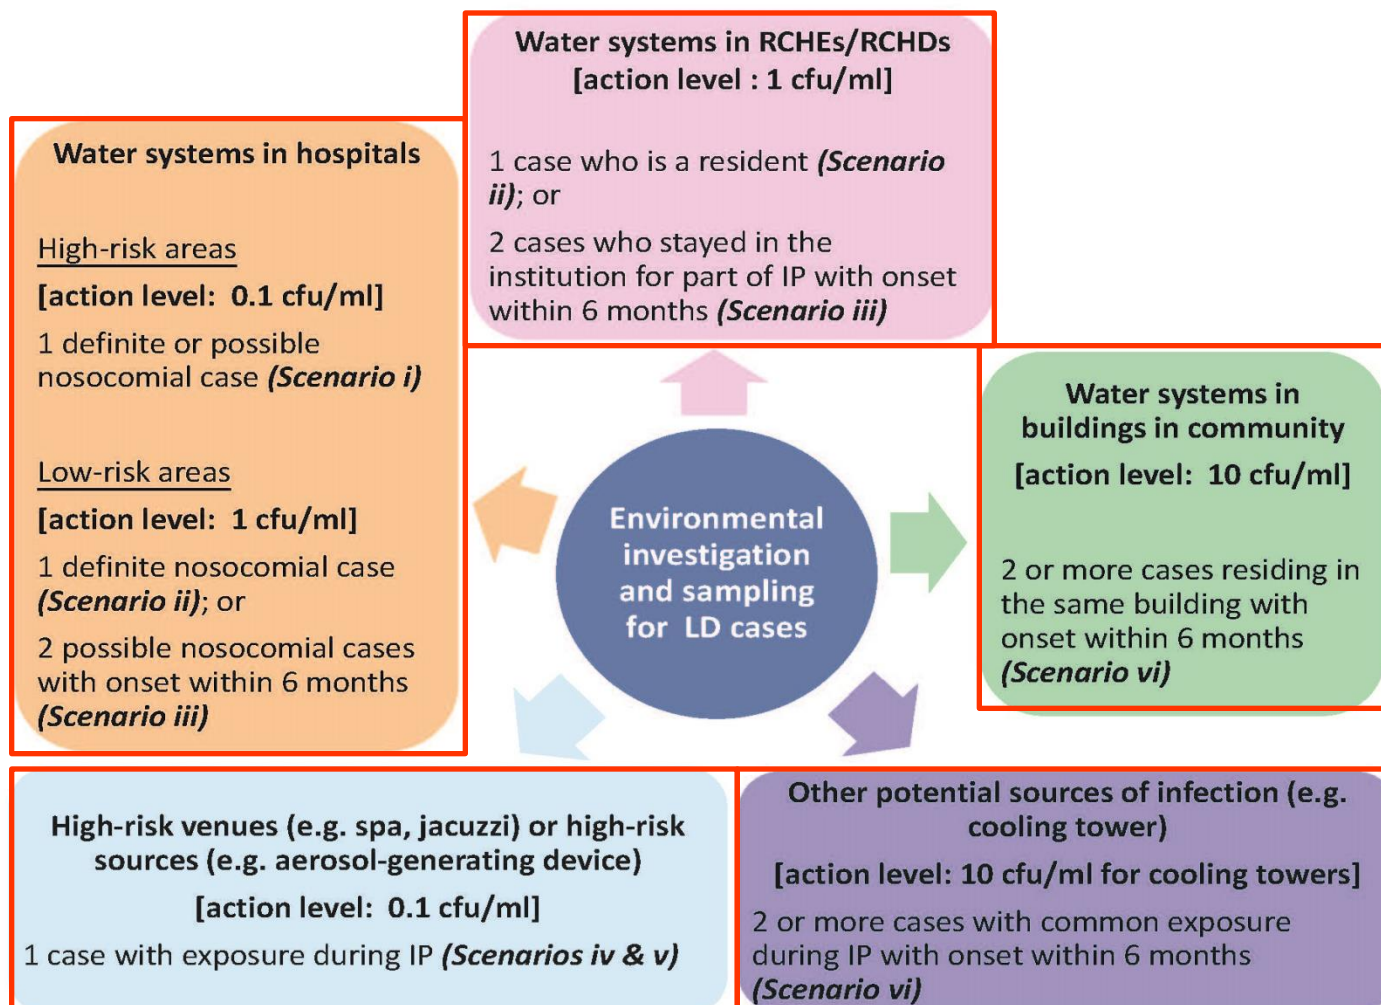 Water systems in RCHEs/RCHDs
[action level : 1 cfu/ml]
1 case who is a resident (Scenario
ii); or
2 cases who stayed in the
institution for part of IP with onset
within 6 months (Scenario iii)
Water systems in hospitals
High-risk areas
[action level:  0.1 cfu/ml]
1 definite or possible
nosocomial case (Scenario i)
Low-risk areas
[action level:  1 cfu/ml]
1 definite nosocomial case
(Scenario ii); or
2 possible nosocomial cases
with onset within 6 months
(Scenario iii)
Environmental
investigation
and sampling
for  LD cases
Water systems in
buildings in community
[action level:  10 cfu/ml]
2 or more cases residing in
the same building with
onset within 6 months
(Scenario vi)
High-risk venues (e.g. spa, jacuzzi) or high-risk
sources (e.g. aerosol-generating device)
[action level:  0.1 cfu/ml]
1 case with exposure during IP (Scenarios iv & v)
Other potential sources of infection (e.g.
cooling tower)
[action level: 10 cfu/ml for cooling towers]
2 or more cases with common exposure
during IP with onset within 6 months
(Scenario vi)